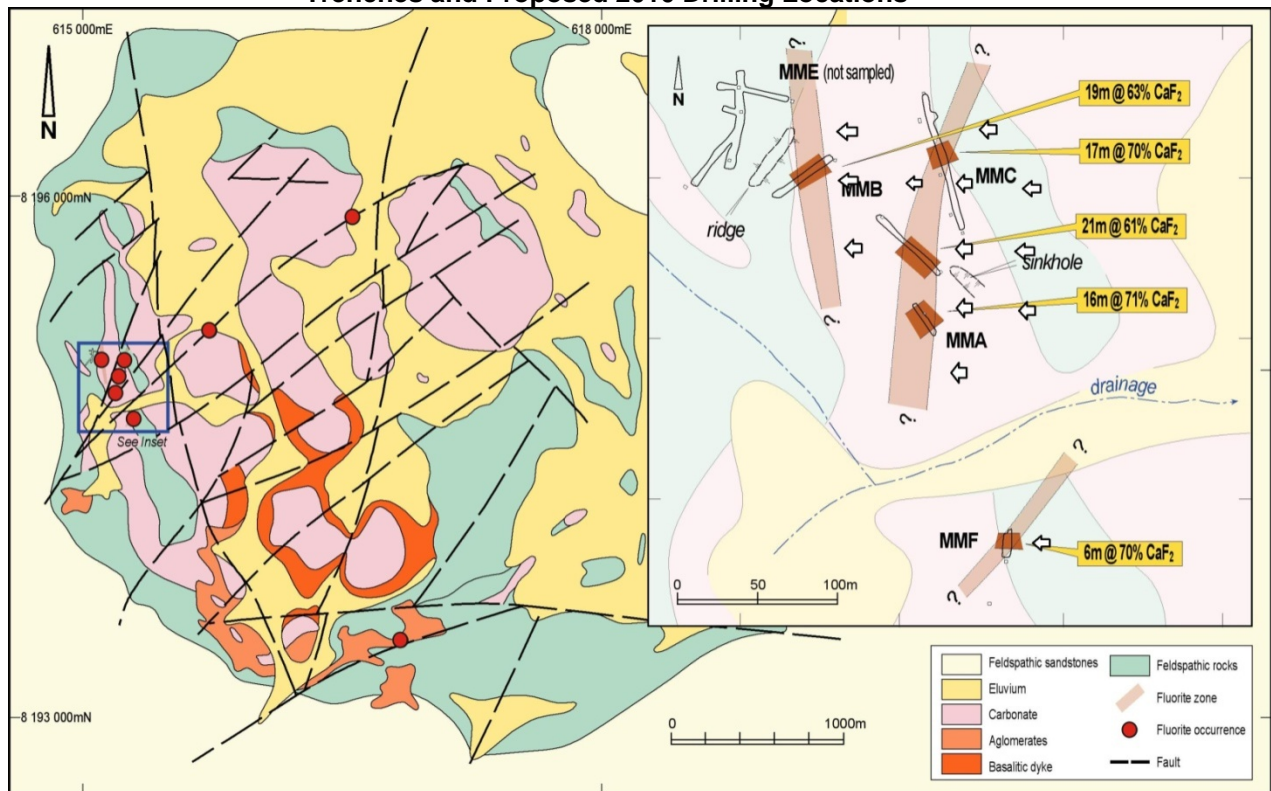 Trenches and Proposed 2010 Drilling Locations
615 000mE
618 000mE
N
8 196 000mN
See Inset
8 193 000mN
0 1000m
?
MME (not sampled)
?
N
19m @ 63% CaF₂
17m @ 70% CaF₂
MMB
MMC
ridge
21m @ 61% CaF₂
sinkhole
16m @ 71% CaF₂
?
MMA
?
drainage
?
MMF
6m @ 70% CaF₂
?
0 50 100m
Feldspathic sandstones
Eluvium
Carbonate
Aglomerates
Basalitic dyke
Feldspathic rocks
Fluorite zone
Fluorite occurrence
Fault